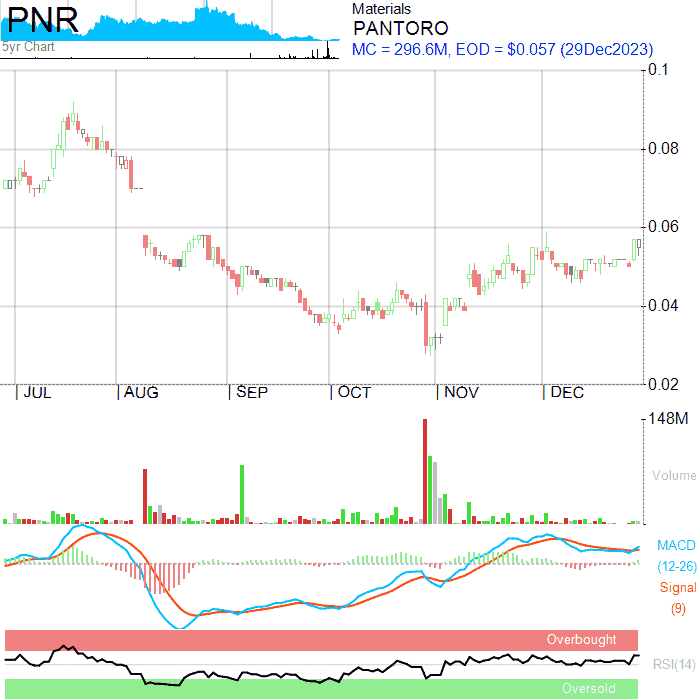 PNR
5yr Chart
Materials
PANTORO
MC = 296.6M, EOD = $0.057 (29Dec2023)
0.1
0.08
0.06
0.04
0.02
JUL AUG SEP OCT NOV DEC
148M
Volume
MACD
(12-26)
Signal
(9)
Overbought
RSI(14)
Oversold